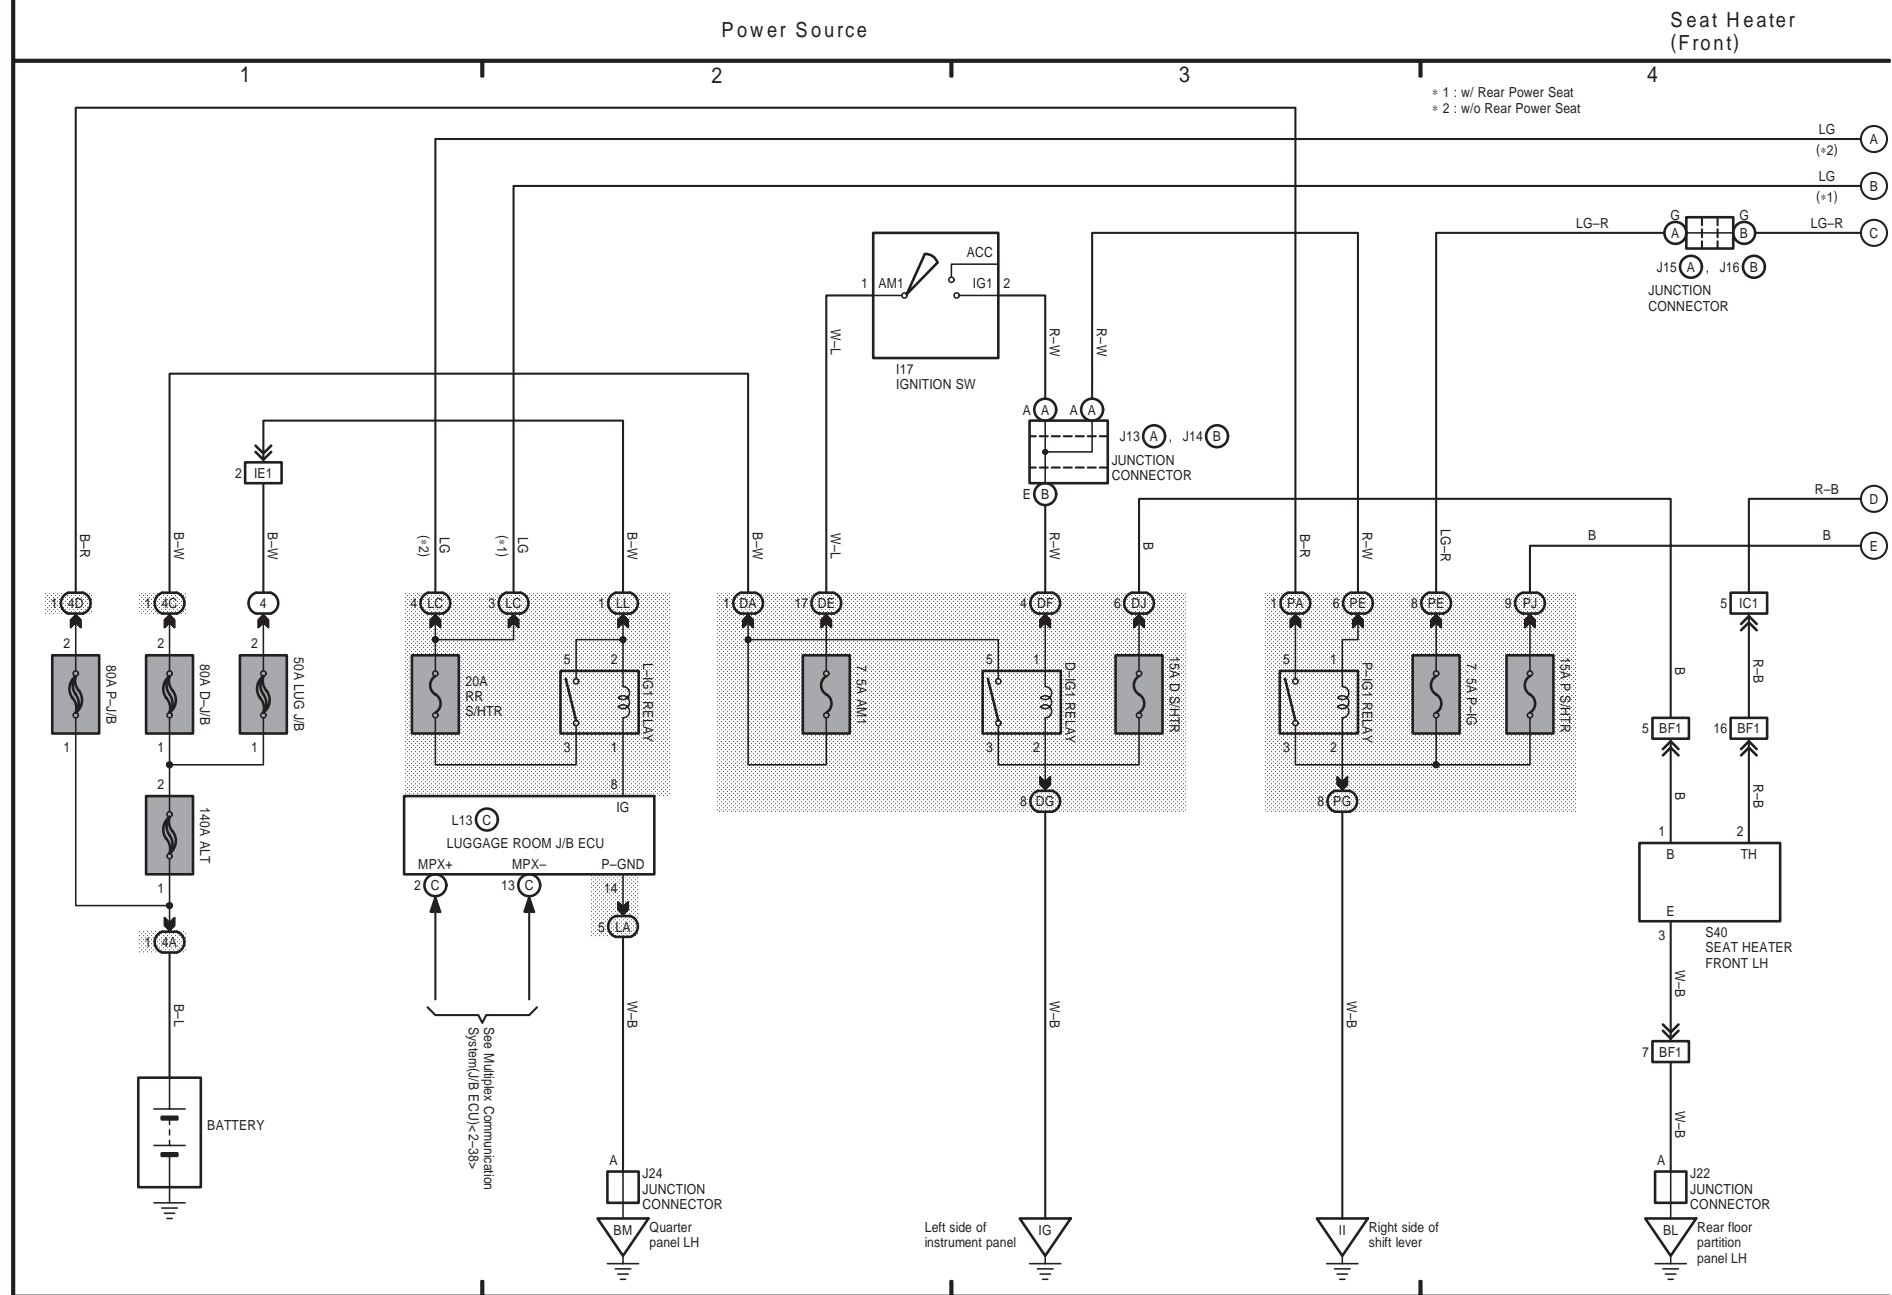 Power Source
Seat Heater
(Front)
1
2
3
4
∗ 1 : w/ Rear Power Seat
∗ 2 : w/o Rear Power Seat
LG
(∗2)
A
LG
(∗1)
B
LG–R
G
A
G
B
LG–R
C
J15 A , J16 B
JUNCTION
CONNECTOR
ACC
1 AM1
IG1 2
I17
IGNITION SW
W–L
R–W
R–W
A A
A A
J13 A , J14 B
JUNCTION
CONNECTOR
E B
2 IE1
R–B
D
B
B
E
B–R
B–W
B–W
LG
(∗2)
LG
(∗1)
B–W
B–W
W–L
R–W
B
B–R
R–W
LG–R
1 4D
1 4C
4
4 LC
3 LC
1 LL
1 DA
17 DE
4 DF
6 DJ
1 PA
6 PE
8 PE
9 PJ
5 IC1
2
2
2
5
2
5
1
5
1
80A P–J/B
80A D–J/B
50A LUG J/B
20A
RR
S/HTR
L–IG1 RELAY
7. 5A AM1
D–IG1 RELAY
15A D S/HTR
P–IG1 RELAY
7. 5A P–IG
15A P S/HTR
B
R–B
1
1
1
3
1
3
2
3
2
5 BF1
16 BF1
2
140A ALT
1
8
IG
L13 C
LUGGAGE ROOM J/B ECU
MPX+
MPX–
P–GND
2 C
13 C
14
5 LA
8 DG
8 PG
B
R–B
1
2
B
TH
E
3
S40
SEAT HEATER
FRONT LH
1 4A
B–L
BATTERY
See Multiplex Communication
System(J/B ECU)<2–38>
W–B
W–B
W–B
W–B
7 BF1
W–B
A
J24
JUNCTION
CONNECTOR
BM
Quarter
panel LH
Left side of
instrument panel
IG
II
Right side of
shift lever
A
J22
JUNCTION
CONNECTOR
BL
Rear floor
partition
panel LH